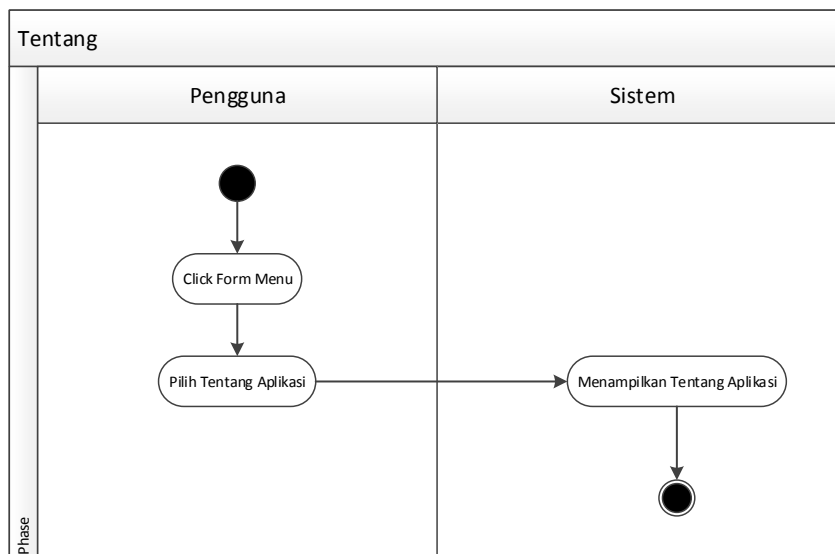 Tentang
Pengguna
Sistem
Click Form Menu
Pilih Tentang Aplikasi
Menampilkan Tentang Aplikasi
Phase